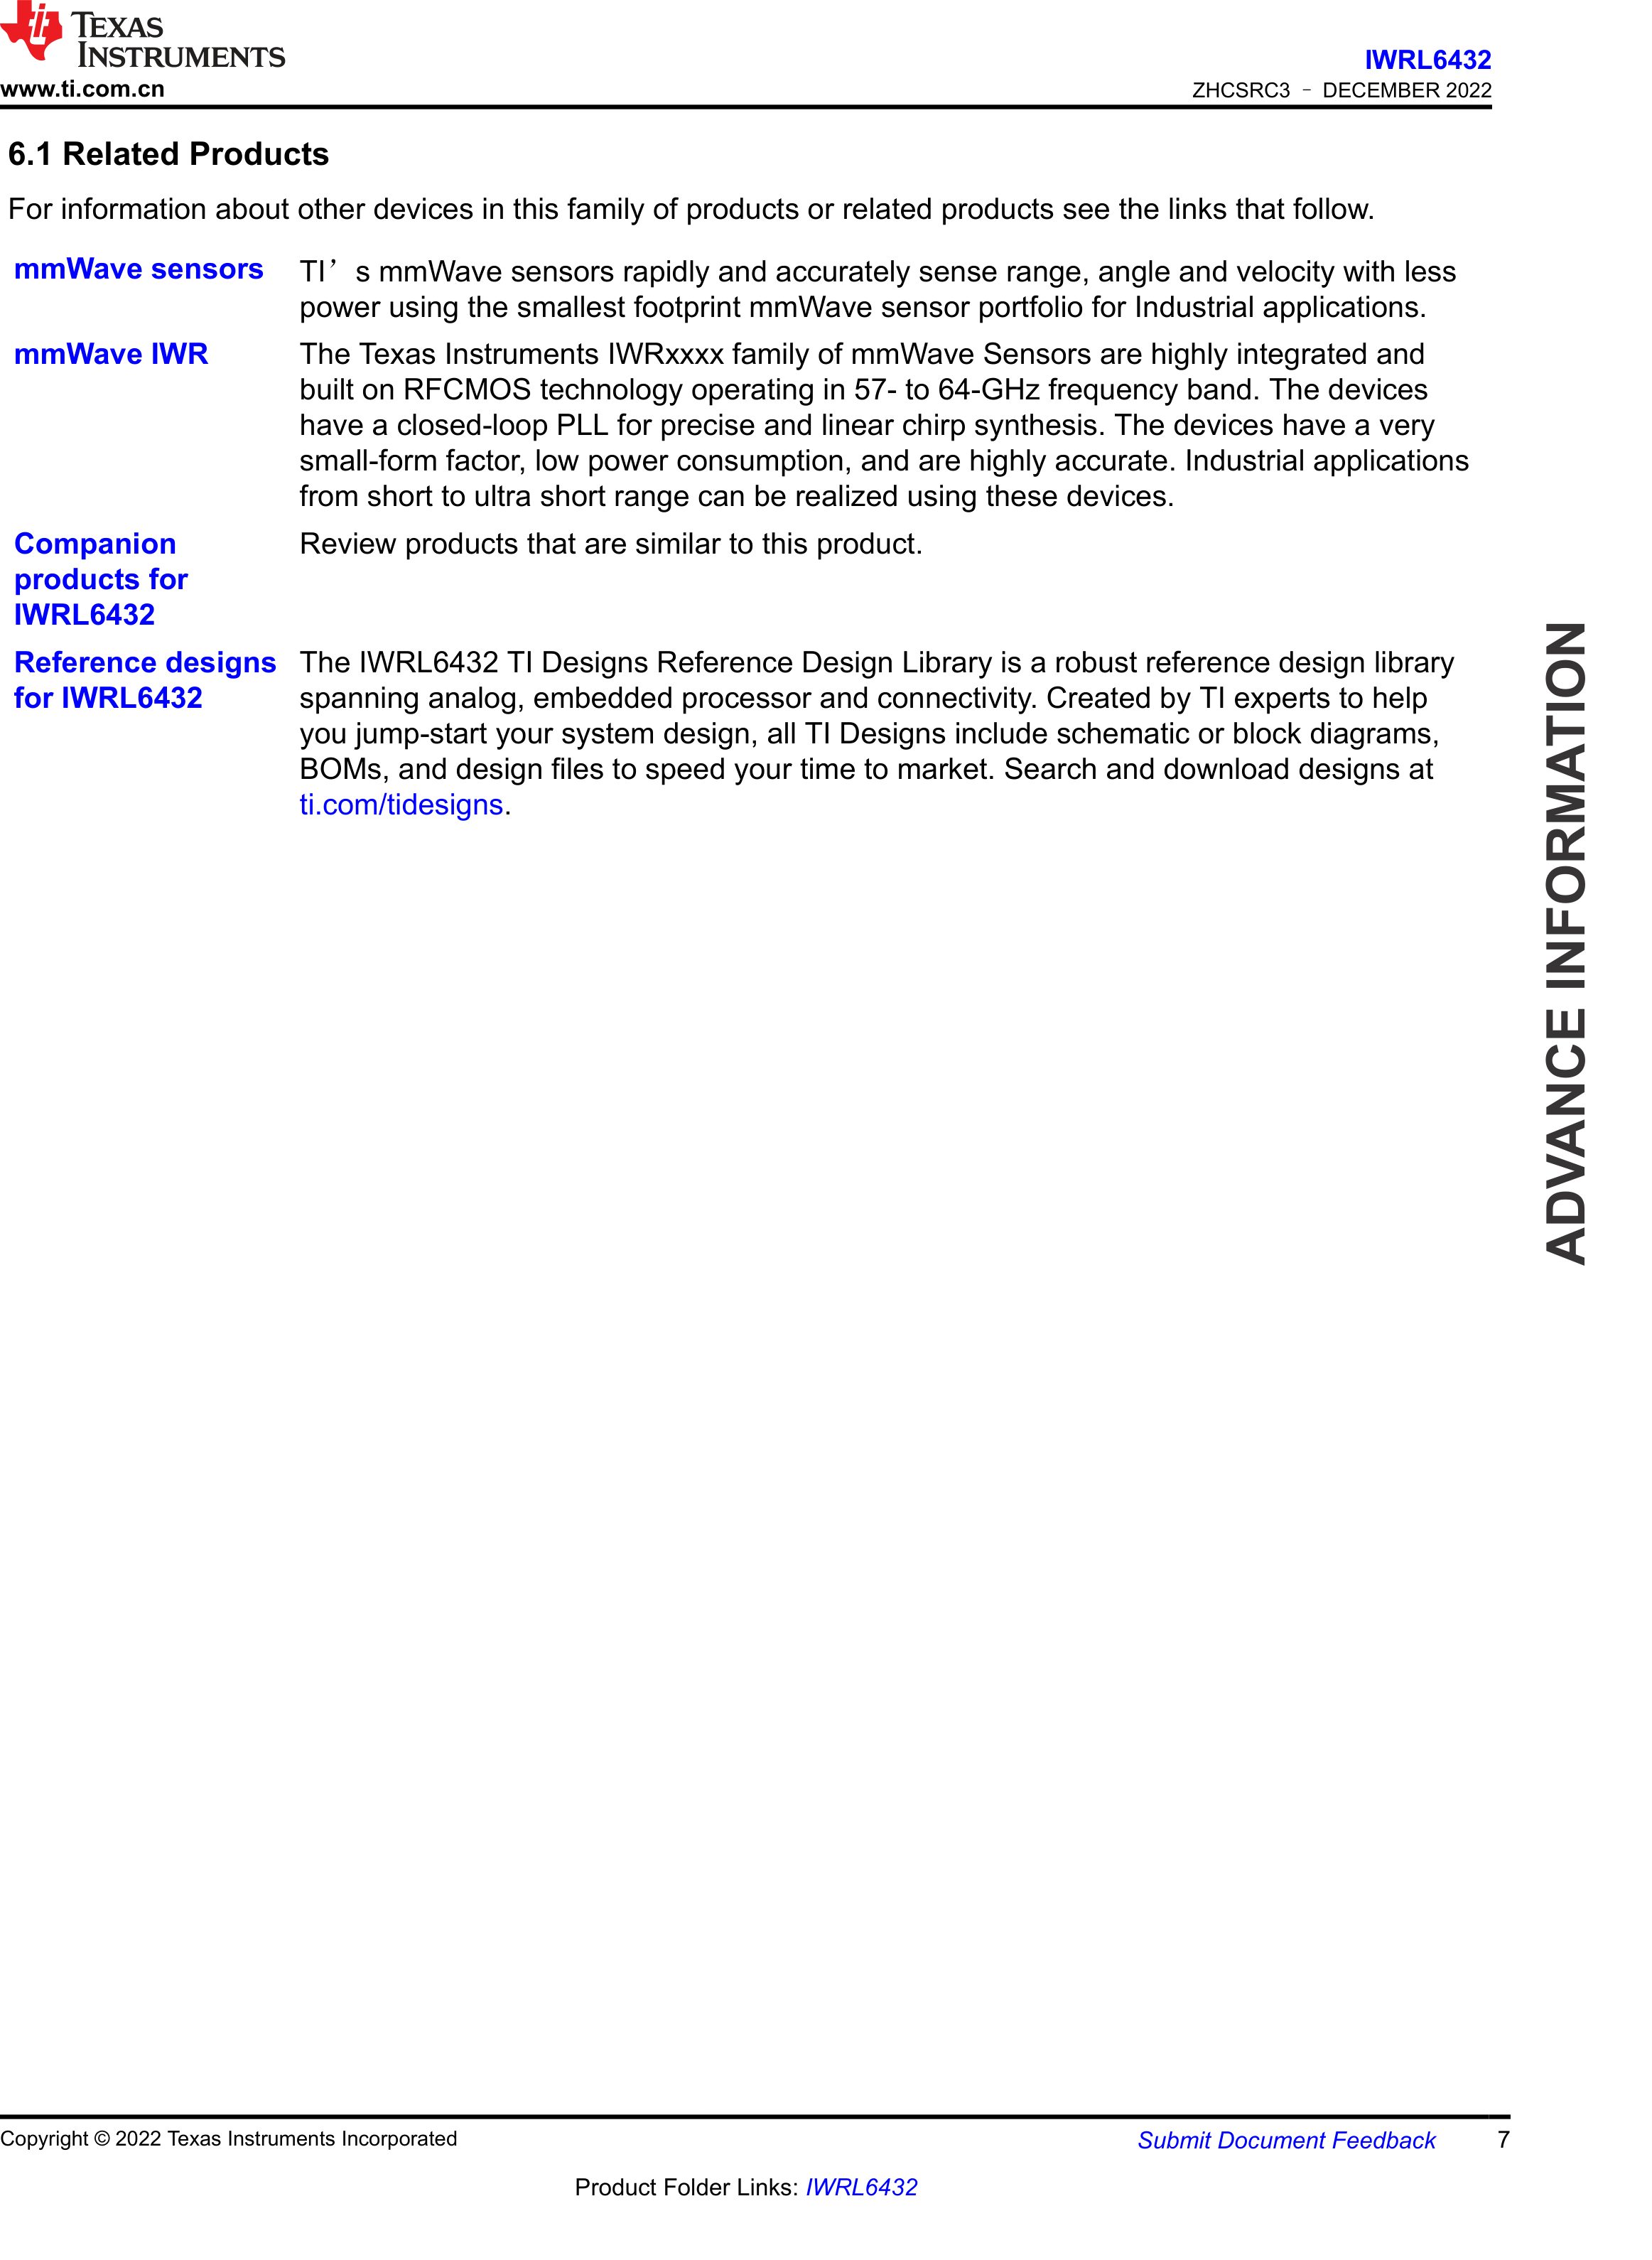 TEXAS
INSTRUMENTS
www.ti.com.cn
IWRL6432
ZHCSRC3 – DECEMBER 2022
6.1 Related Products
For information about other devices in this family of products or related products see the links that follow.
mmWave sensors
TI’s mmWave sensors rapidly and accurately sense range, angle and velocity with less
power using the smallest footprint mmWave sensor portfolio for Industrial applications.
mmWave IWR
The Texas Instruments IWRxxxx family of mmWave Sensors are highly integrated and
built on RFCMOS technology operating in 57- to 64-GHz frequency band. The devices
have a closed-loop PLL for precise and linear chirp synthesis. The devices have a very
small-form factor, low power consumption, and are highly accurate. Industrial applications
from short to ultra short range can be realized using these devices.
Companion
products for
IWRL6432
Review products that are similar to this product.
Reference designs
for IWRL6432
The IWRL6432 TI Designs Reference Design Library is a robust reference design library
spanning analog, embedded processor and connectivity. Created by TI experts to help
you jump-start your system design, all TI Designs include schematic or block diagrams,
BOMs, and design files to speed your time to market. Search and download designs at
ti.com/tidesigns.
ADVANCE INFORMATION
Copyright © 2022 Texas Instruments Incorporated
Submit Document Feedback
7
Product Folder Links: IWRL6432